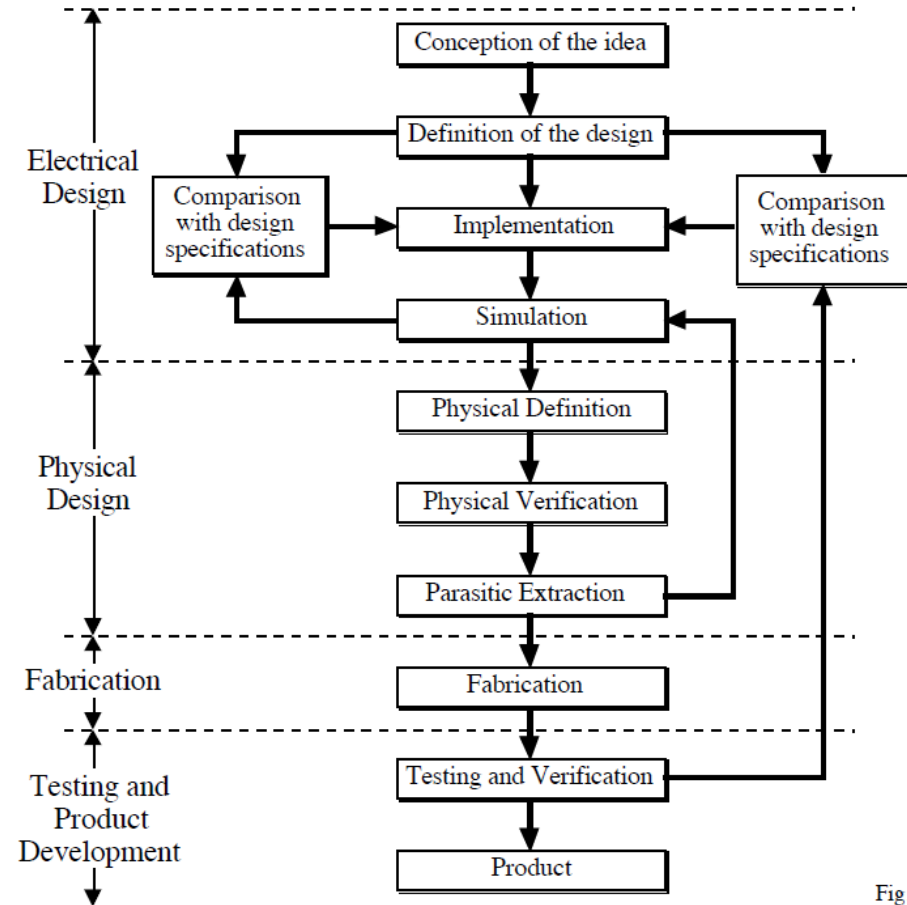 Conception of the idea
Definition of the design
Electrical
Design
Comparison
with design
specifications
Implementation
Comparison
with design
specifications
Simulation
Physical Definition
Physical
Design
Physical Verification
Parasitic Extraction
Fabrication
Fabrication
Testing and Verification
Testing and
Product
Development
Product
Fig